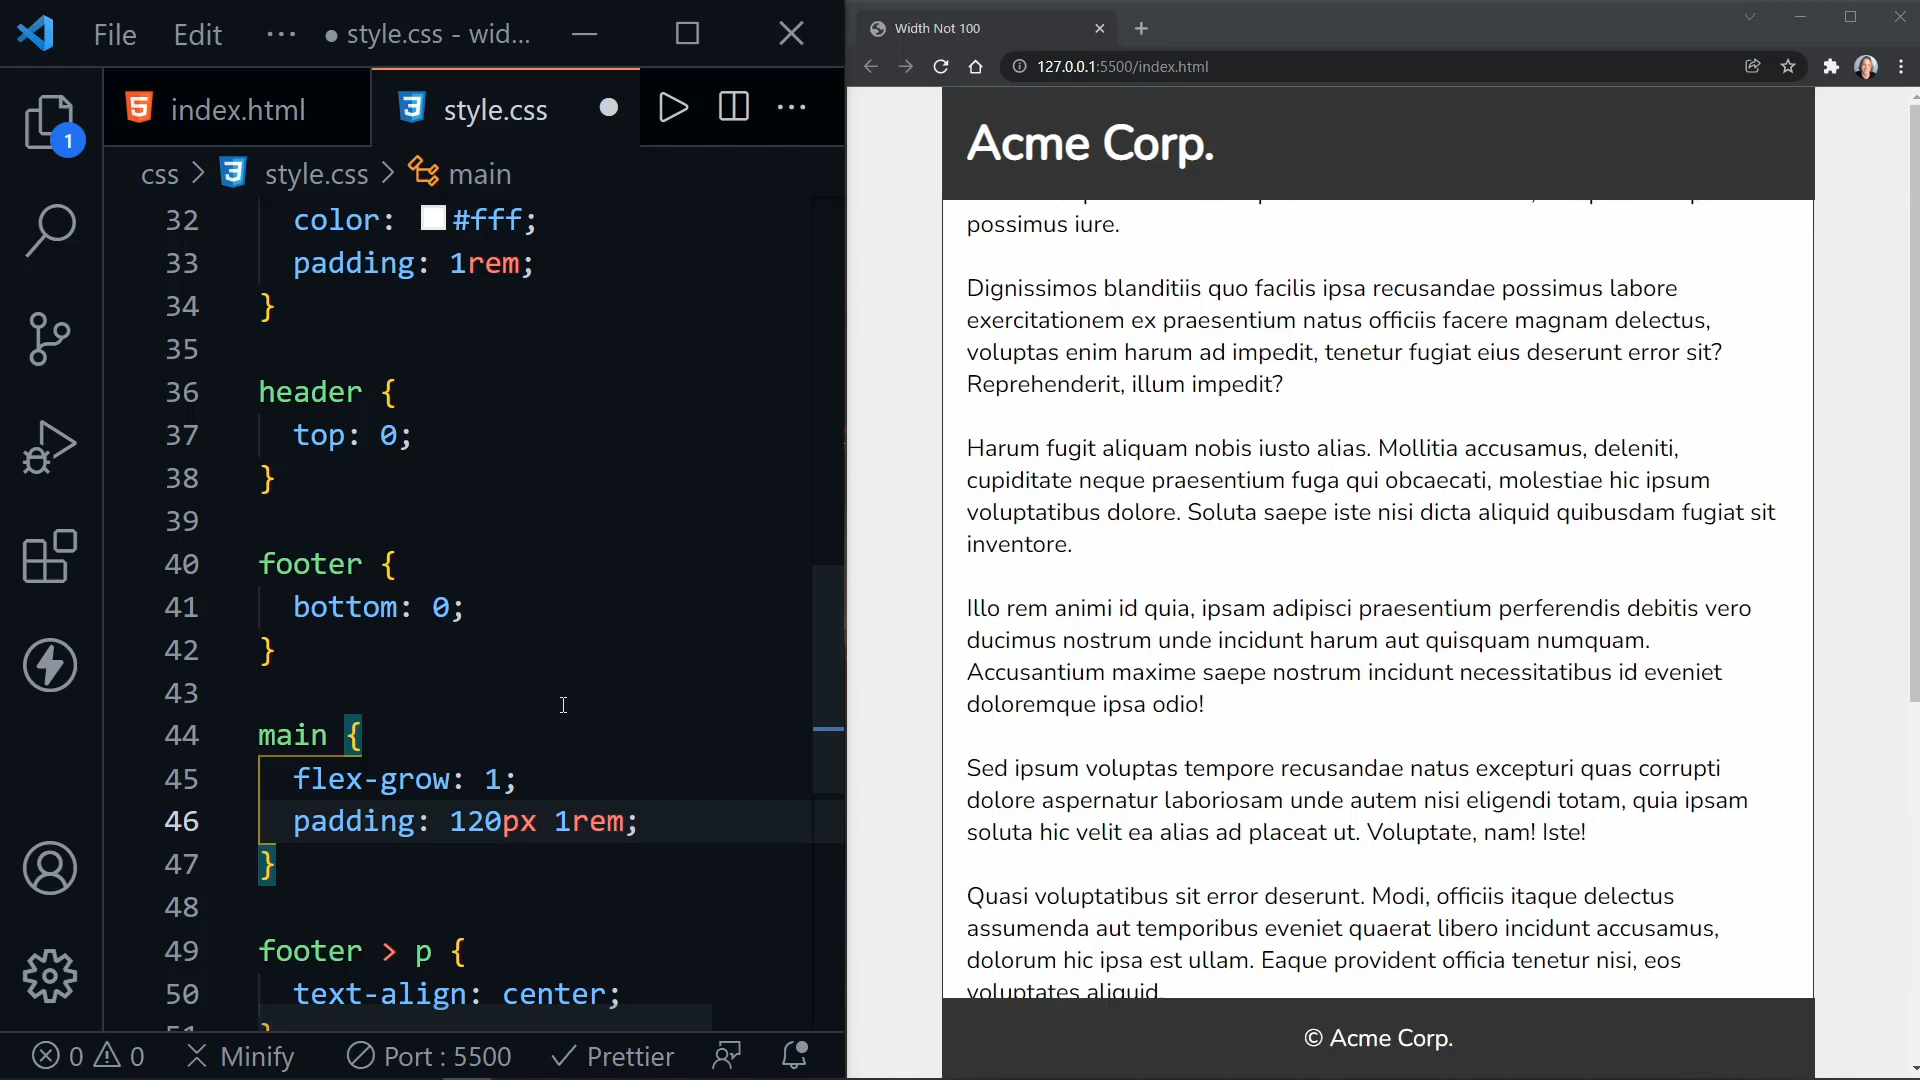 File Edit ··· ● style.css - wid...
index.html
style.css
css > style.css > main
32 color: #fff;
33 padding: 1rem;
34 }
35
36 header {
37 top: 0;
38 }
39
40 footer {
41 bottom: 0;
42 }
43
44 main {
45 flex-grow: 1;
46 padding: 120px 1rem;
47 }
48
49 footer > p {
50 text-align: center;
1
0 0 Minify Port : 5500 Prettier
Width Not 100
127.0.0.1:5500/index.html
Acme Corp.
possimus iure.
Dignissimos blanditiis quo facilis ipsa recusandae possimus labore
exercitationem ex praesentium natus officiis facere magnam delectus,
voluptas enim harum ad impedit, tenetur fugiat eius deserunt error sit?
Reprehenderit, illum impedit?
Harum fugit aliquam nobis iusto alias. Mollitia accusamus, deleniti,
cupiditate neque praesentium fuga qui obcaecati, molestiae hic ipsum
voluptatibus dolore. Soluta saepe iste nisi dicta aliquid quibusdam fugiat sit
inventore.
Illo rem animi id quia, ipsam adipisci praesentium perferendis debitis vero
ducimus nostrum unde incidunt harum aut quisquam numquam.
Accusantium maxime saepe nostrum incidunt necessitatibus id eveniet
doloremque ipsa odio!
Sed ipsum voluptas tempore recusandae natus excepturi quas corrupti
dolore aspernatur laboriosam unde autem nisi eligendi totam, quia ipsam
soluta hic velit ea alias ad placeat ut. Voluptate, nam! Iste!
Quasi voluptatibus sit error deserunt. Modi, officiis itaque delectus
assumenda aut temporibus eveniet quaerat libero incidunt accusamus,
dolorum hic ipsa est ullam. Eaque provident officia tenetur nisi, eos
voluptates aliquid.
© Acme Corp.